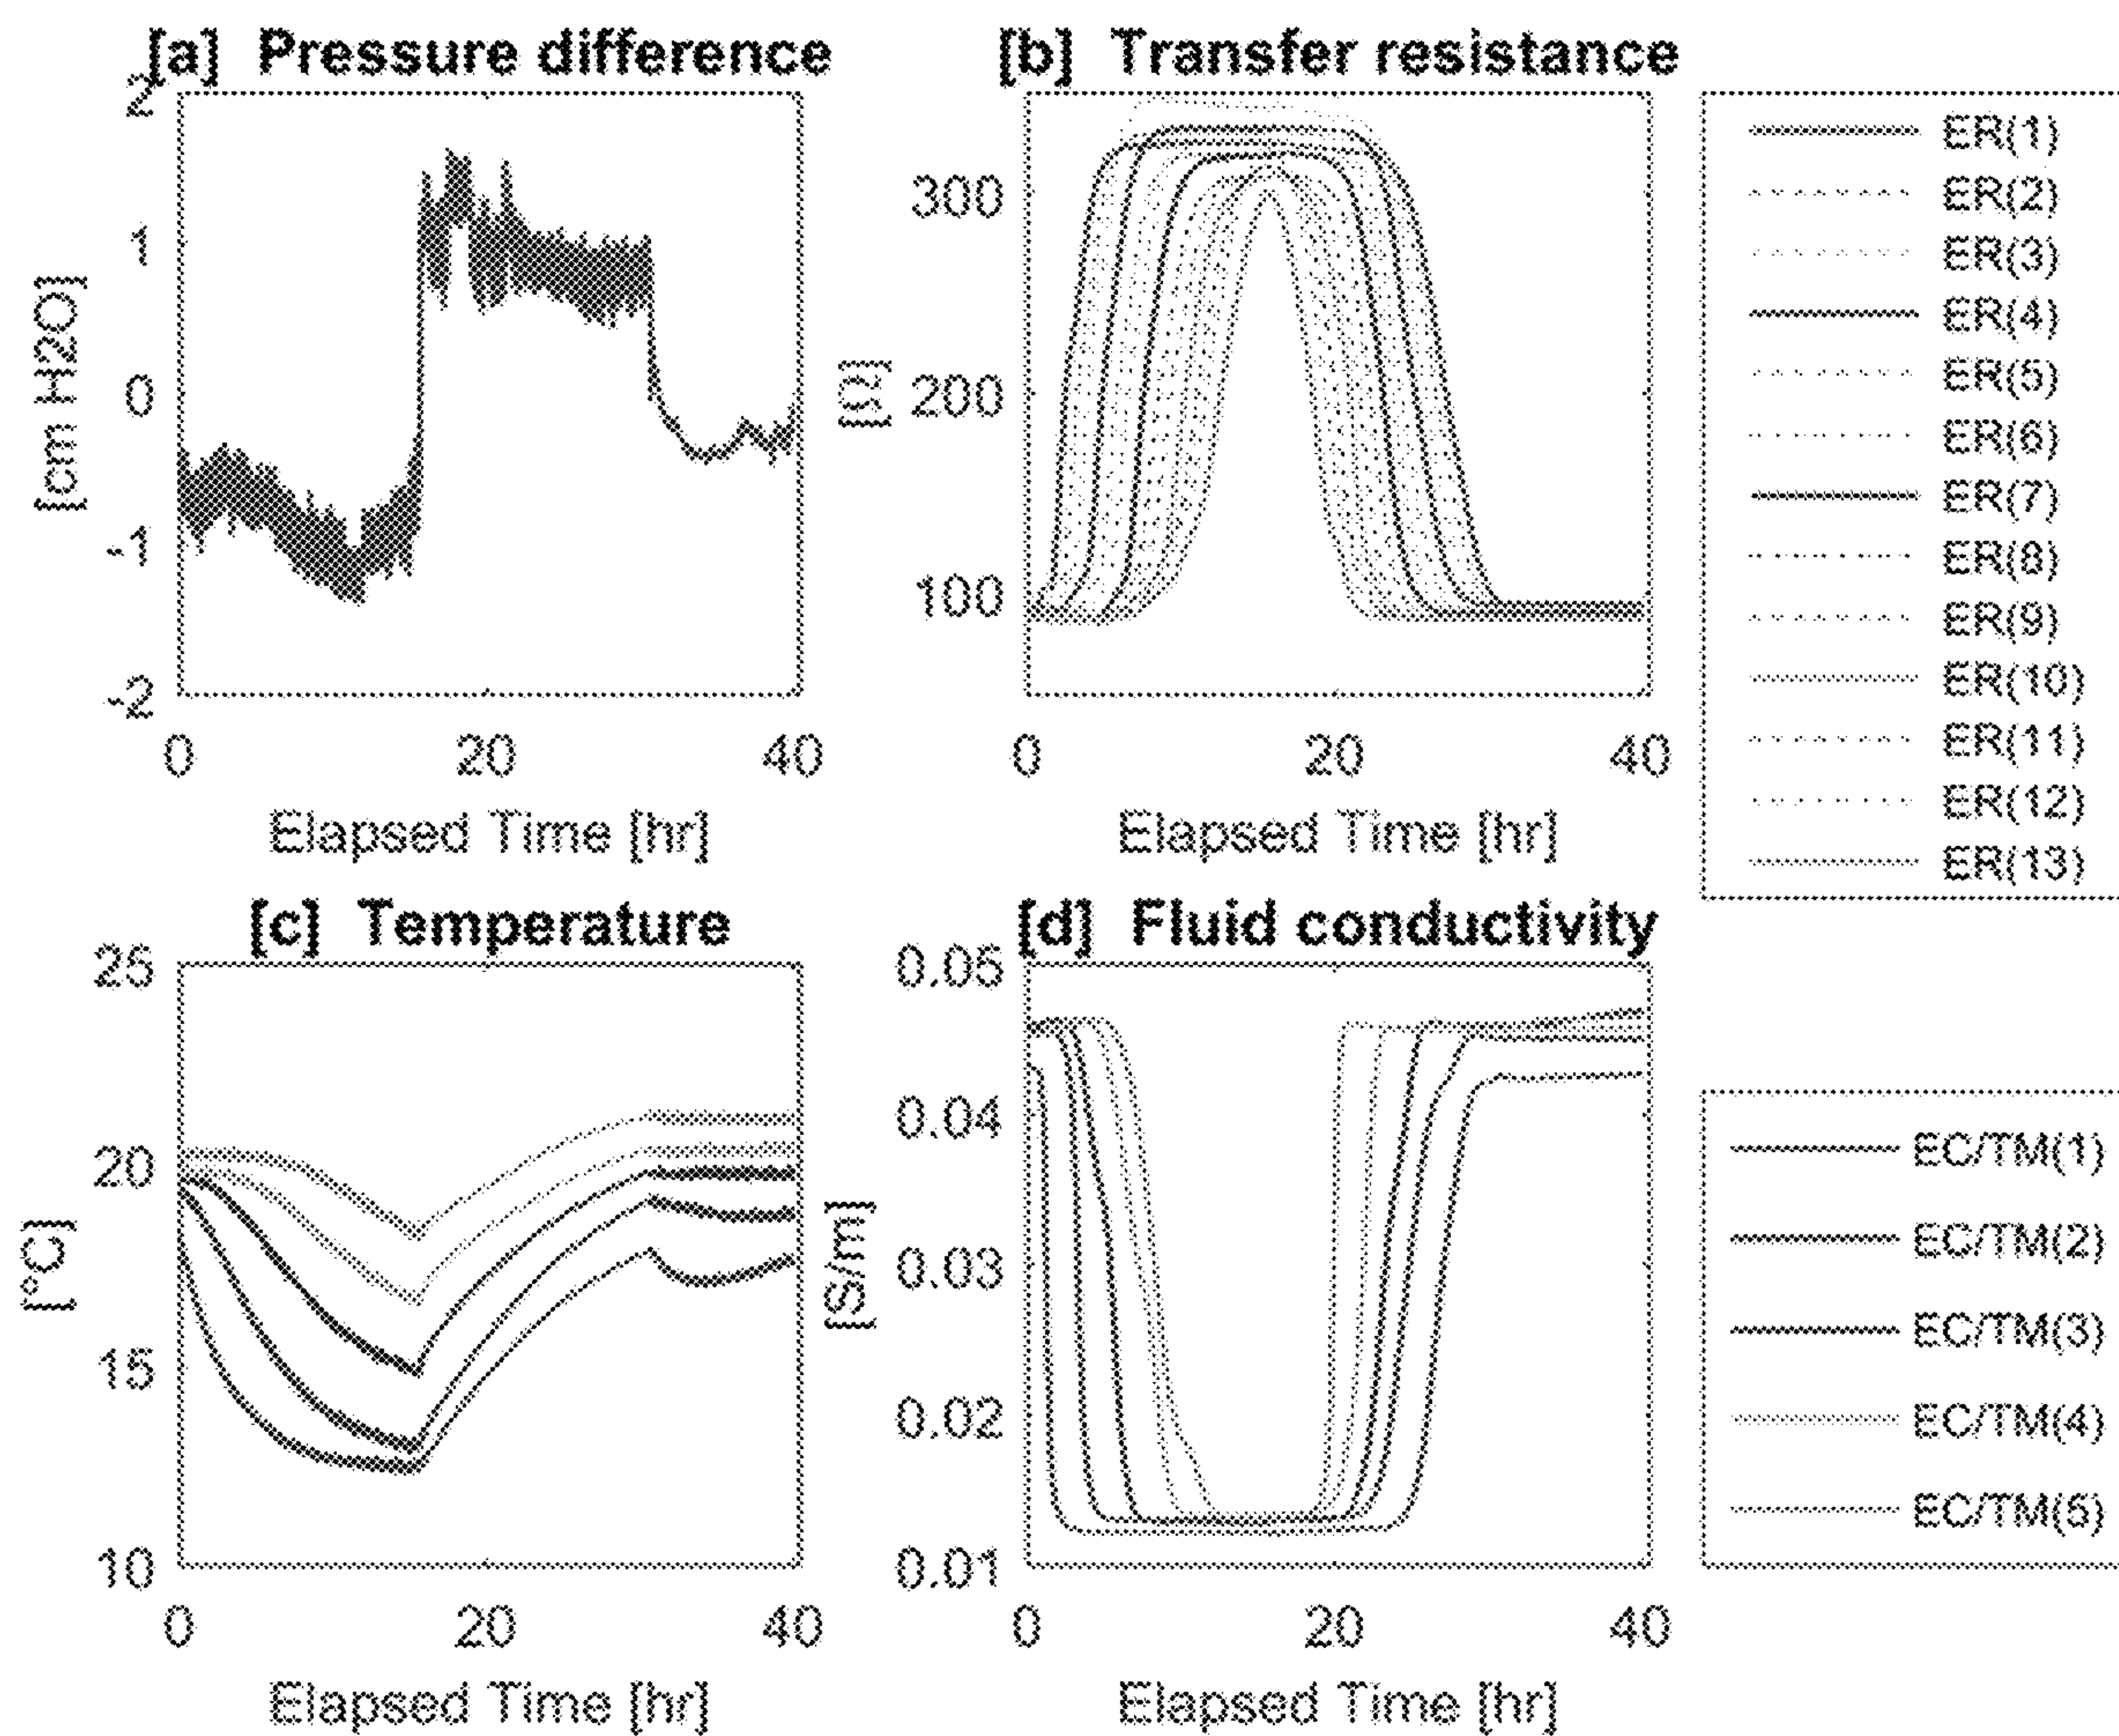 [a] Pressure difference
2
1
0
-1
-2
[cm H2O]
0 20 40
Elapsed Time [hr]
[b] Transfer resistance
300
200
100
[Ω]
0 20 40
Elapsed Time [hr]
ER(1)
ER(2)
ER(3)
ER(4)
ER(5)
ER(6)
ER(7)
ER(8)
ER(9)
ER(10)
ER(11)
ER(12)
ER(13)
[c] Temperature
25
20
15
10
[°C]
0 20 40
Elapsed Time [hr]
[d] Fluid conductivity
0.05
0.04
0.03
0.02
0.01
[S/m]
0 20 40
Elapsed Time [hr]
EC/TM(1)
EC/TM(2)
EC/TM(3)
EC/TM(4)
EC/TM(5)